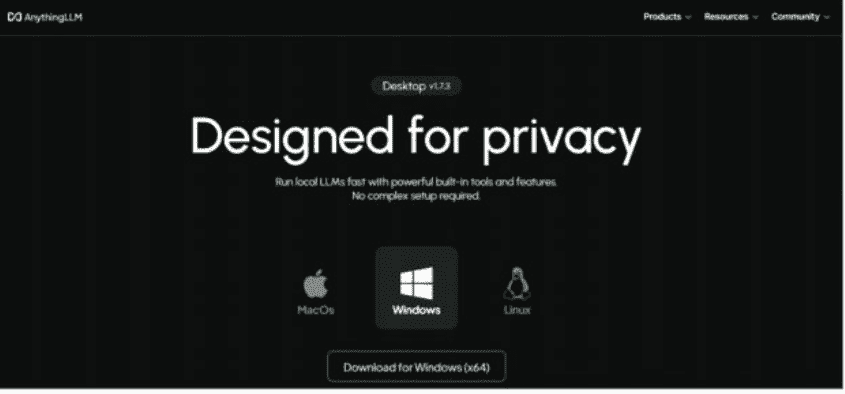 AnythingLLM
Products Resources Community
Desktop v1.7.3
Designed for privacy
Run local LLMs fast with powerful built-in tools and features.
No complex setup required.
MacOs Windows Linux
Download for Windows (x64)